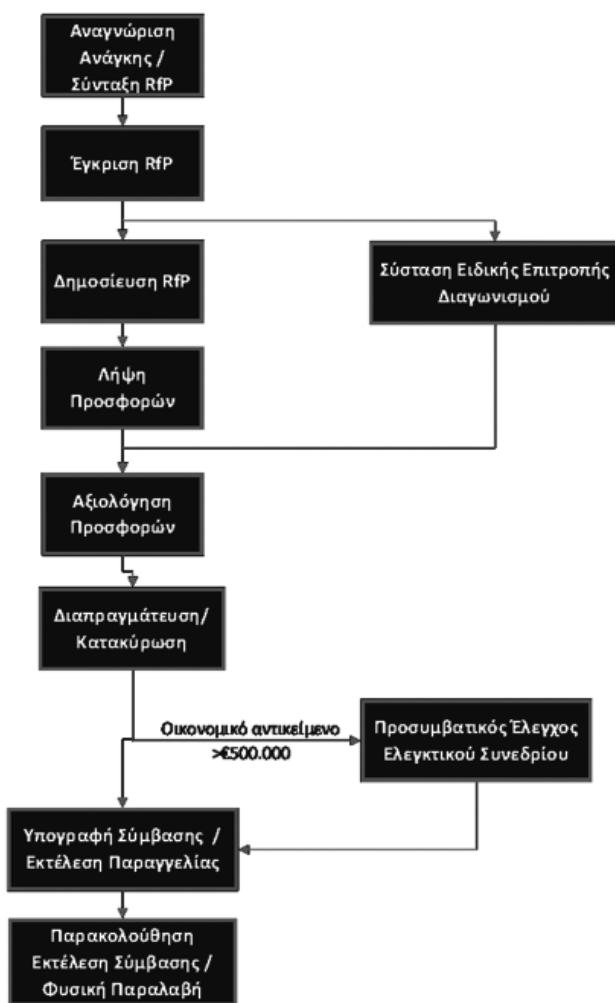 Αναγνώριση
Ανάγκης /
Σύνταξη RfP
Έγκριση RfP
Δημοσίευση RfP
Σύσταση Ειδικής Επιτροπής
Διαγωνισμού
Λήψη
Προσφορών
Αξιολόγηση
Προσφορών
Διαπραγμάτευση/
Κατακύρωση
Οικονομικό αντικείμενο
>€500.000
Προσυμβατικός Έλεγχος
Ελεγκτικού Συνεδρίου
Υπογραφή Σύμβασης /
Εκτέλεση Παραγγελίας
Παρακολούθηση
Εκτέλεση Σύμβασης /
Φυσική Παραλαβή